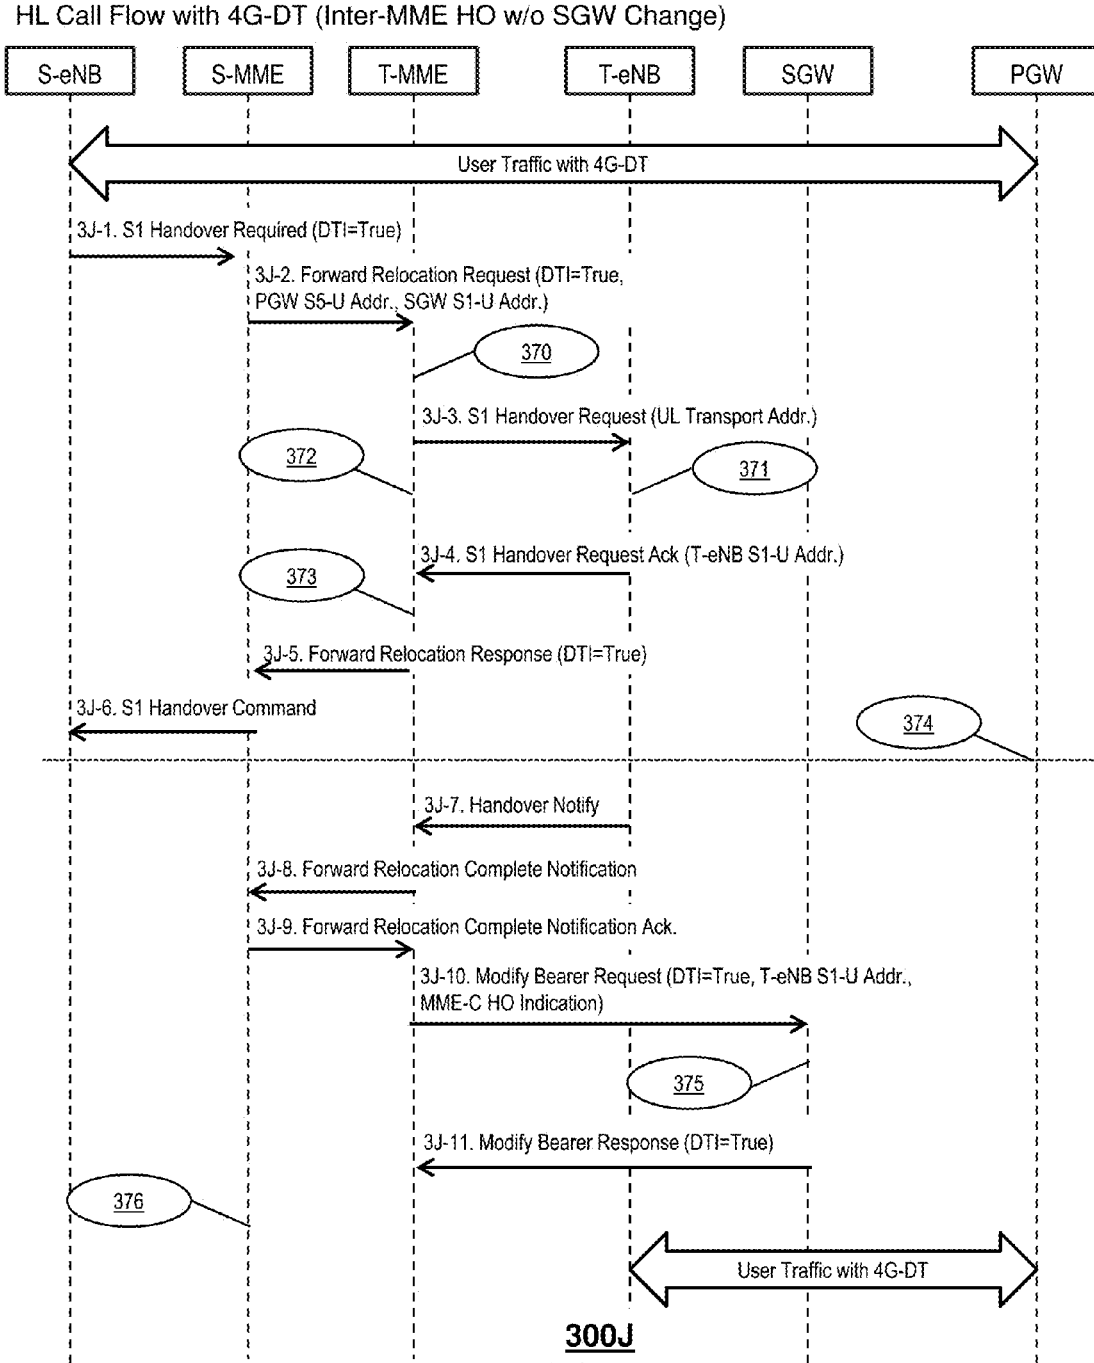 HL Call Flow with 4G-DT (Inter-MME HO w/o SGW Change)
S-eNB
S-MME
T-MME
T-eNB
SGW
PGW
User Traffic with 4G-DT
3J-1. S1 Handover Required (DTI=True)
3J-2. Forward Relocation Request (DTI=True,
PGW S5-U Addr., SGW S1-U Addr.)
370
3J-3. S1 Handover Request (UL Transport Addr.)
372
371
3J-4. S1 Handover Request Ack (T-eNB S1-U Addr.)
373
3J-5. Forward Relocation Response (DTI=True)
3J-6. S1 Handover Command
374
3J-7. Handover Notify
3J-8. Forward Relocation Complete Notification
3J-9. Forward Relocation Complete Notification Ack.
3J-10. Modify Bearer Request (DTI=True, T-eNB S1-U Addr.,
MME-C HO Indication)
375
3J-11. Modify Bearer Response (DTI=True)
376
User Traffic with 4G-DT
300J